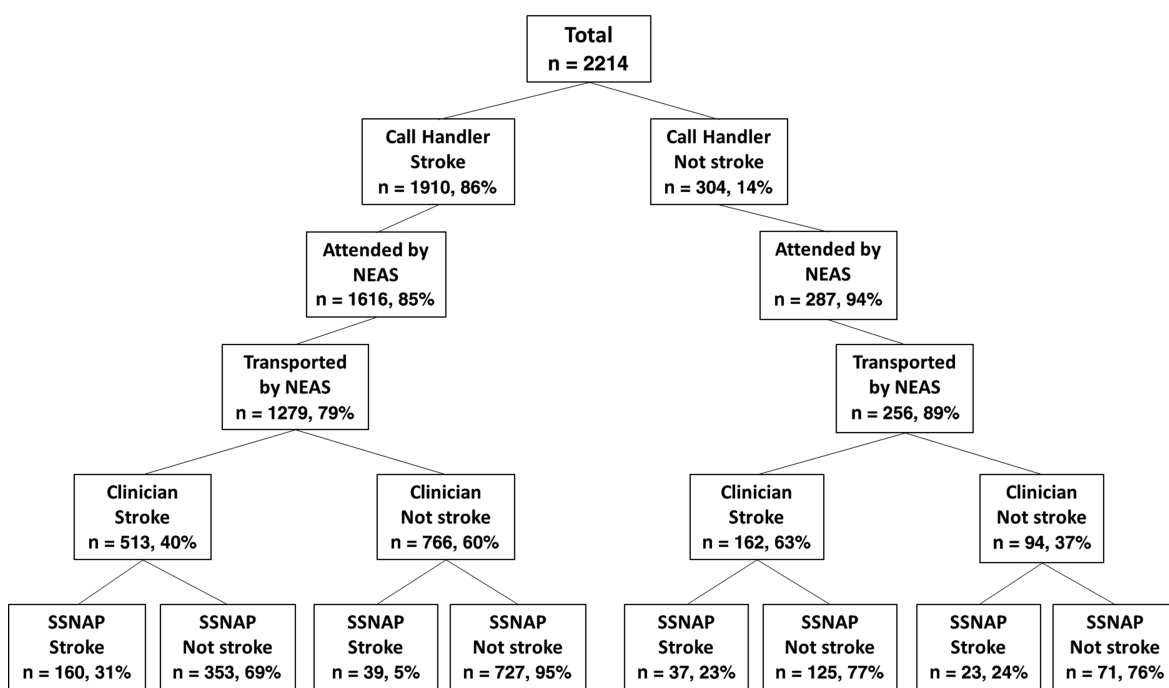 Total
n = 2214
Call Handler
Stroke
n = 1910, 86%
Call Handler
Not stroke
n = 304, 14%
Attended by
NEAS
n = 1616, 85%
Attended by
NEAS
n = 287, 94%
Transported
by NEAS
n = 1279, 79%
Transported
by NEAS
n = 256, 89%
Clinician
Stroke
n = 513, 40%
Clinician
Not stroke
n = 766, 60%
Clinician
Stroke
n = 162, 63%
Clinician
Not stroke
n = 94, 37%
SSNAP
Stroke
n = 160, 31%
SSNAP
Not stroke
n = 353, 69%
SSNAP
Stroke
n = 39, 5%
SSNAP
Not stroke
n = 727, 95%
SSNAP
Stroke
n = 37, 23%
SSNAP
Not stroke
n = 125, 77%
SSNAP
Stroke
n = 23, 24%
SSNAP
Not stroke
n = 71, 76%